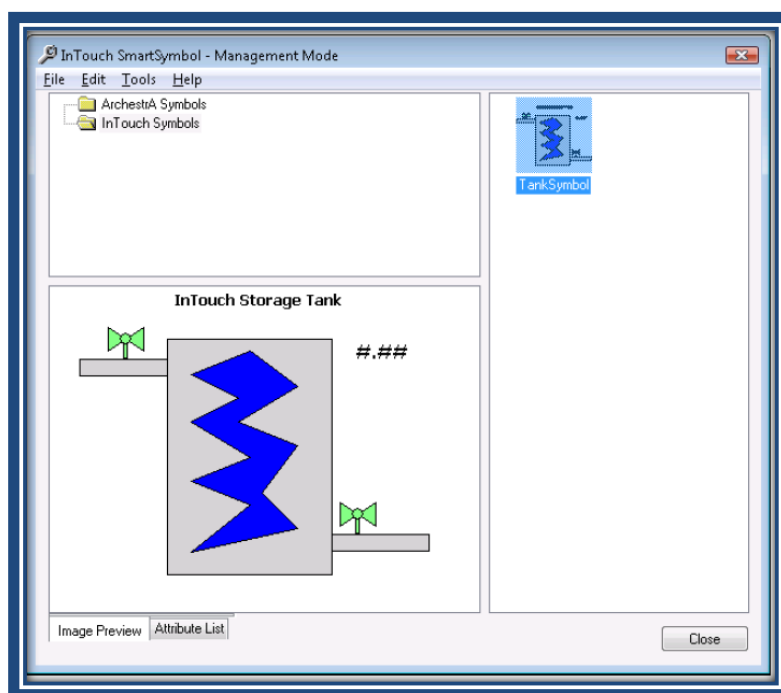 InTouch SmartSymbol - Management Mode
File Edit Tools Help
ArchestrA Symbols
InTouch Symbols
TankSymbol
InTouch Storage Tank
#.##
Image Preview Attribute List
Close